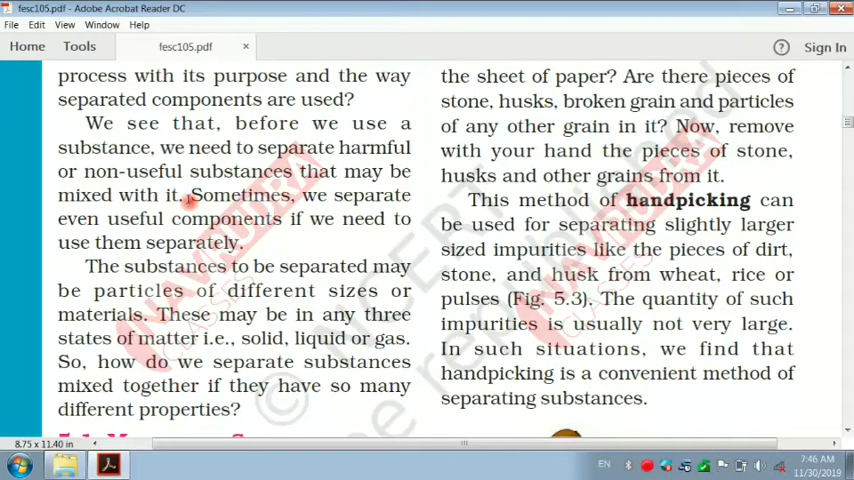 fesc105.pdf - Adobe Acrobat Reader DC
File Edit View Window Help
Home Tools fesc105.pdf × Sign In
process with its purpose and the way
separated components are used?
We see that, before we use a
substance, we need to separate harmful
or non-useful substances that may be
mixed with it. Sometimes, we separate
even useful components if we need to
use them separately.
The substances to be separated may
be particles of different sizes or
materials. These may be in any three
states of matter i.e., solid, liquid or gas.
So, how do we separate substances
mixed together if they have so many
different properties?
the sheet of paper? Are there pieces of
stone, husks, broken grain and particles
of any other grain in it? Now, remove
with your hand the pieces of stone,
husks and other grains from it.
This method of handpicking can
be used for separating slightly larger
sized impurities like the pieces of dirt,
stone, and husk from wheat, rice or
pulses (Fig. 5.3). The quantity of such
impurities is usually not very large.
In such situations, we find that
handpicking is a convenient method of
separating substances.
NAVRUDRA
CLASSES
NAVRUDRA
CLASSES
© NCERT
republished
8.75 x 11.40 in
EN
7:46 AM
11/30/2019